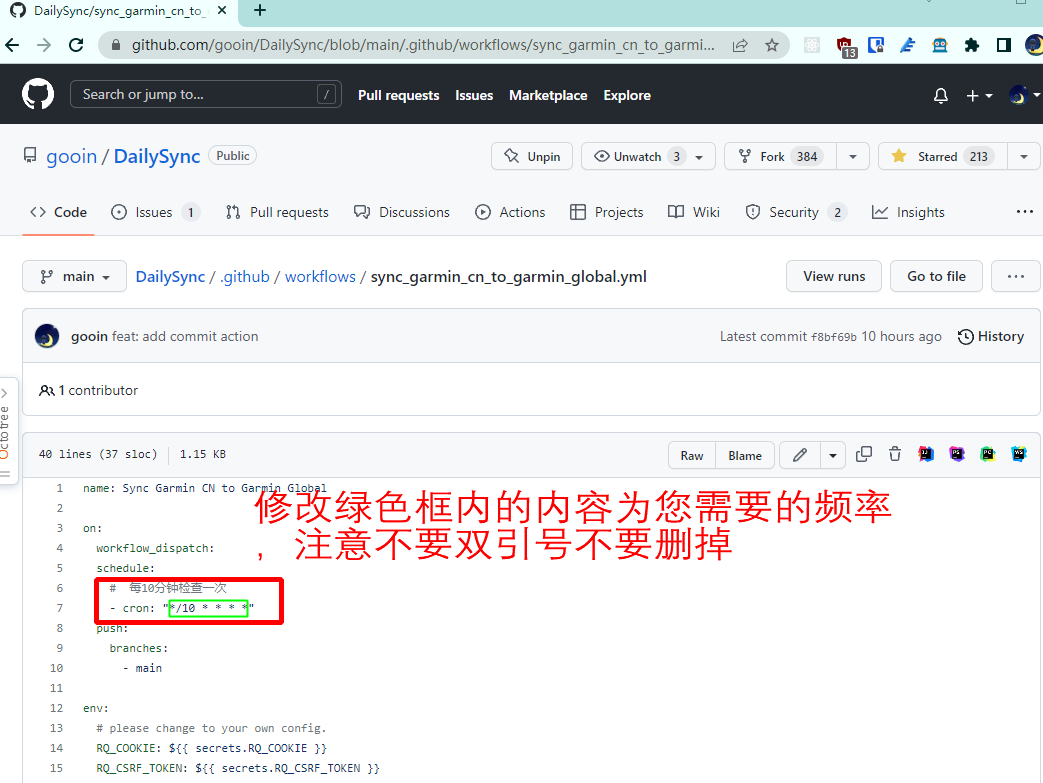 DailySync/sync_garmin_cn_to_
github.com/gooin/DailySync/blob/main/.github/workflows/sync_garmin_cn_to_garmi...
13
Search or jump to...
/
Pull requests Issues Marketplace Explore
gooin / DailySync Public
Unpin Unwatch 3 Fork 384 Starred 213
Code Issues 1 Pull requests Discussions Actions Projects Wiki Security 2 Insights
main DailySync / .github / workflows / sync_garmin_cn_to_garmin_global.yml View runs Go to file
gooin feat: add commit action Latest commit f8bf69b 10 hours ago History
1 contributor
Octotree
40 lines (37 sloc) 1.15 KB Raw Blame
1 name: Sync Garmin CN to Garmin Global
修改绿色框内的内容为您需要的频率
2
3 on:
，注意不要双引号不要删掉
4 workflow_dispatch:
5 schedule:
6 # 每10分钟检查一次
7 - cron: "*/10 * * * *"
8 push:
9 branches:
10 - main
11
12 env:
13 # please change to your own config.
14 RQ_COOKIE: ${{ secrets.RQ_COOKIE }}
15 RQ_CSRF_TOKEN: ${{ secrets.RQ_CSRF_TOKEN }}